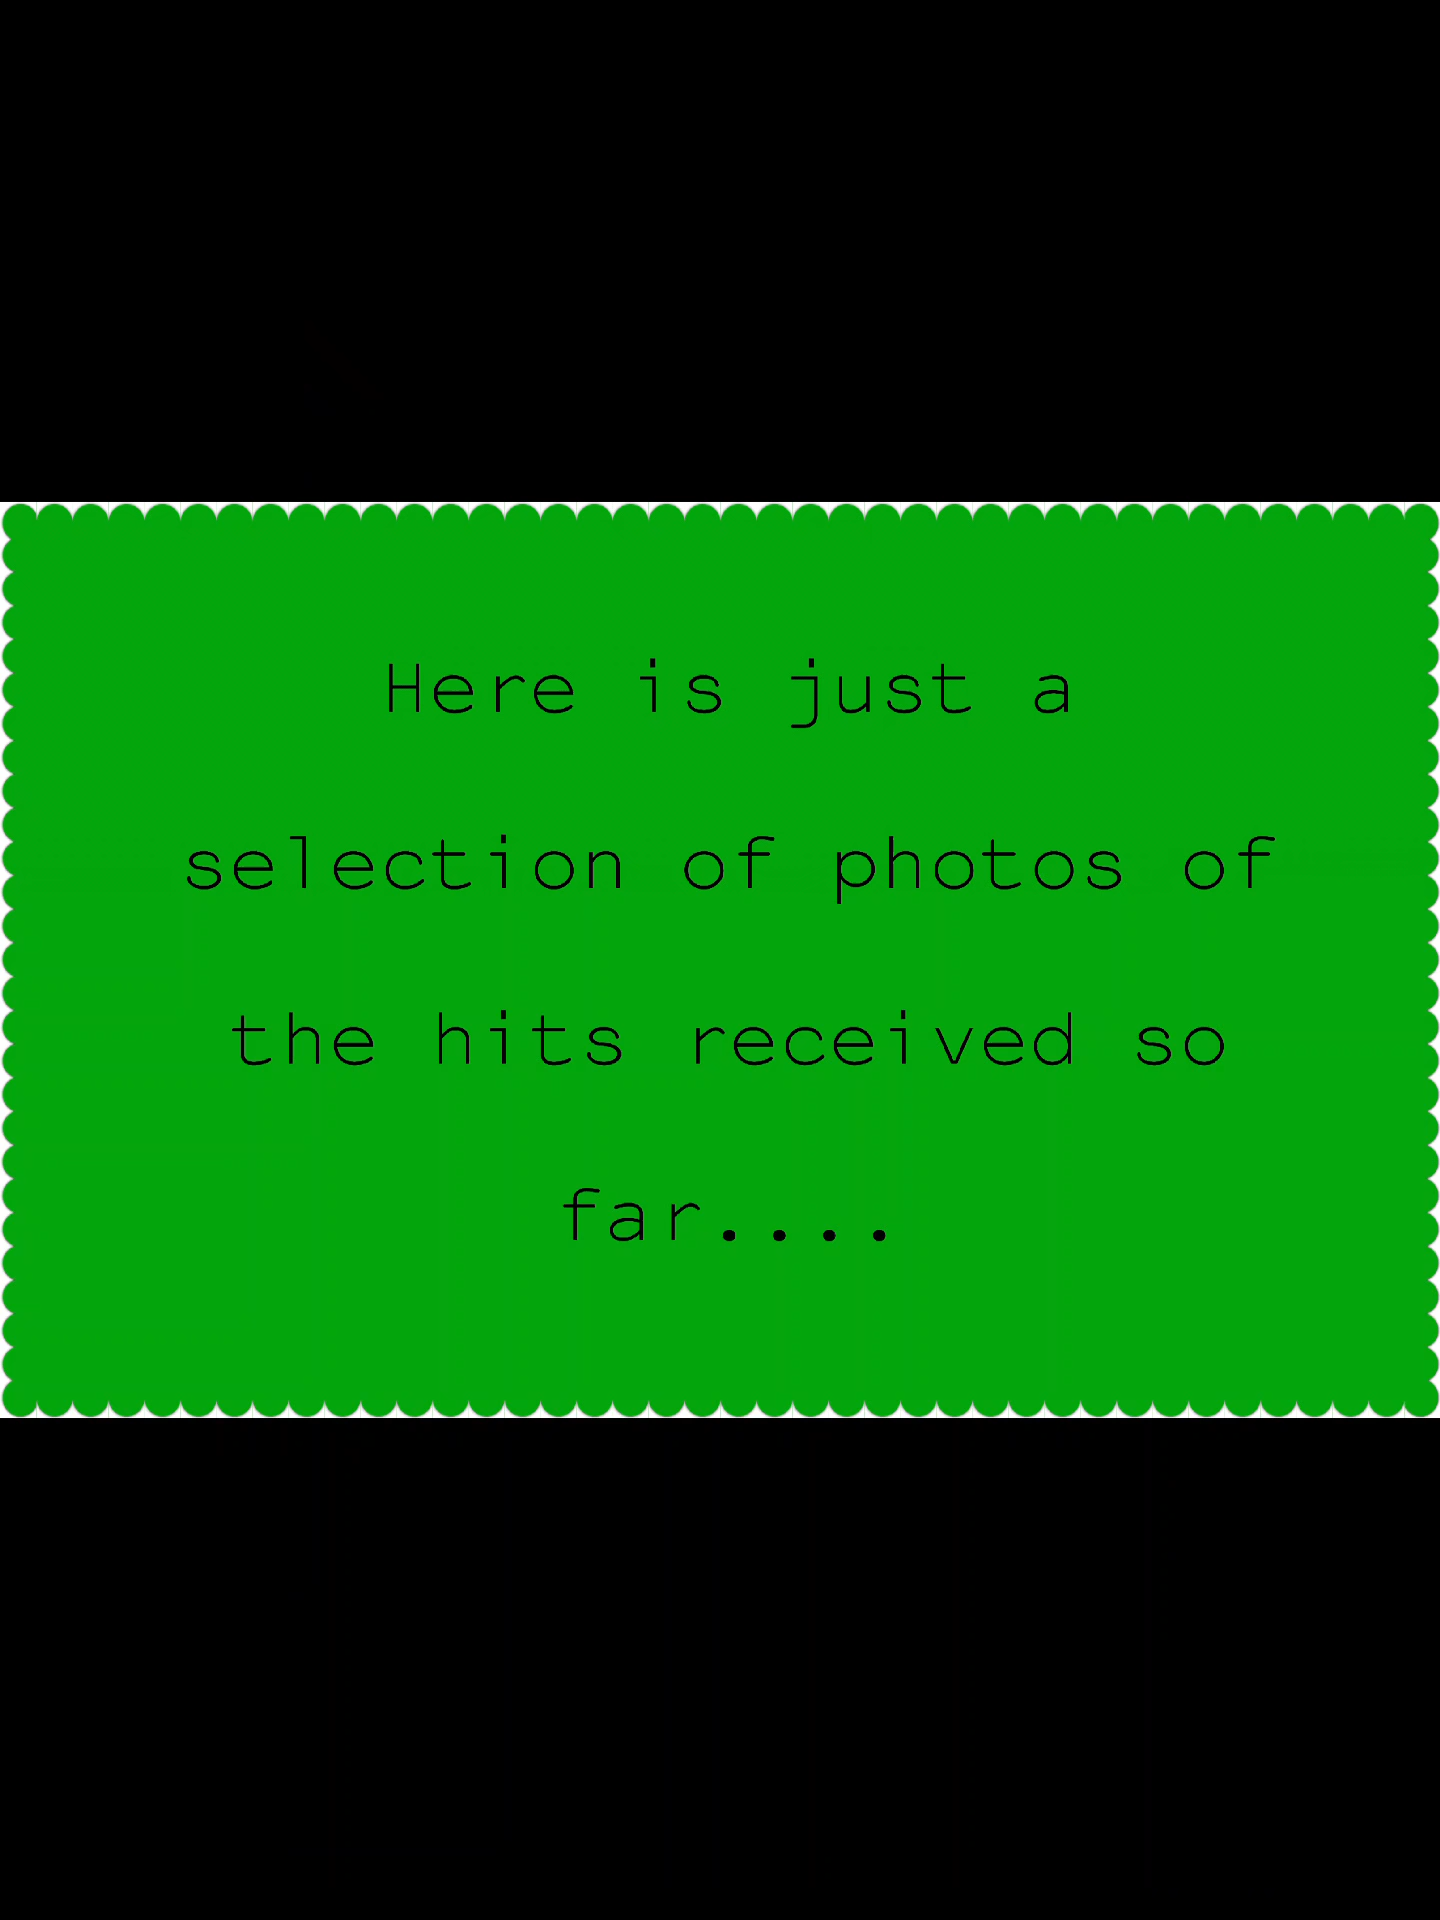 Here is just a
selection of photos of
the hits received so
far....